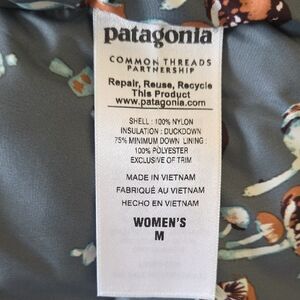 patagonia
COMMON THREADS
PARTNERSHIP
Repair, Reuse, Recycle
This Product
www.patagonia.com
SHELL : 100% NYLON
INSULATION : DUCKDOWN
75% MINIMUM DOWN LINING :
100% POLYESTER
EXCLUSIVE OF TRIM
MADE IN VIETNAM
FABRIQUÉ AU VIETNAM
HECHO EN VIETNAM
WOMEN'S
M